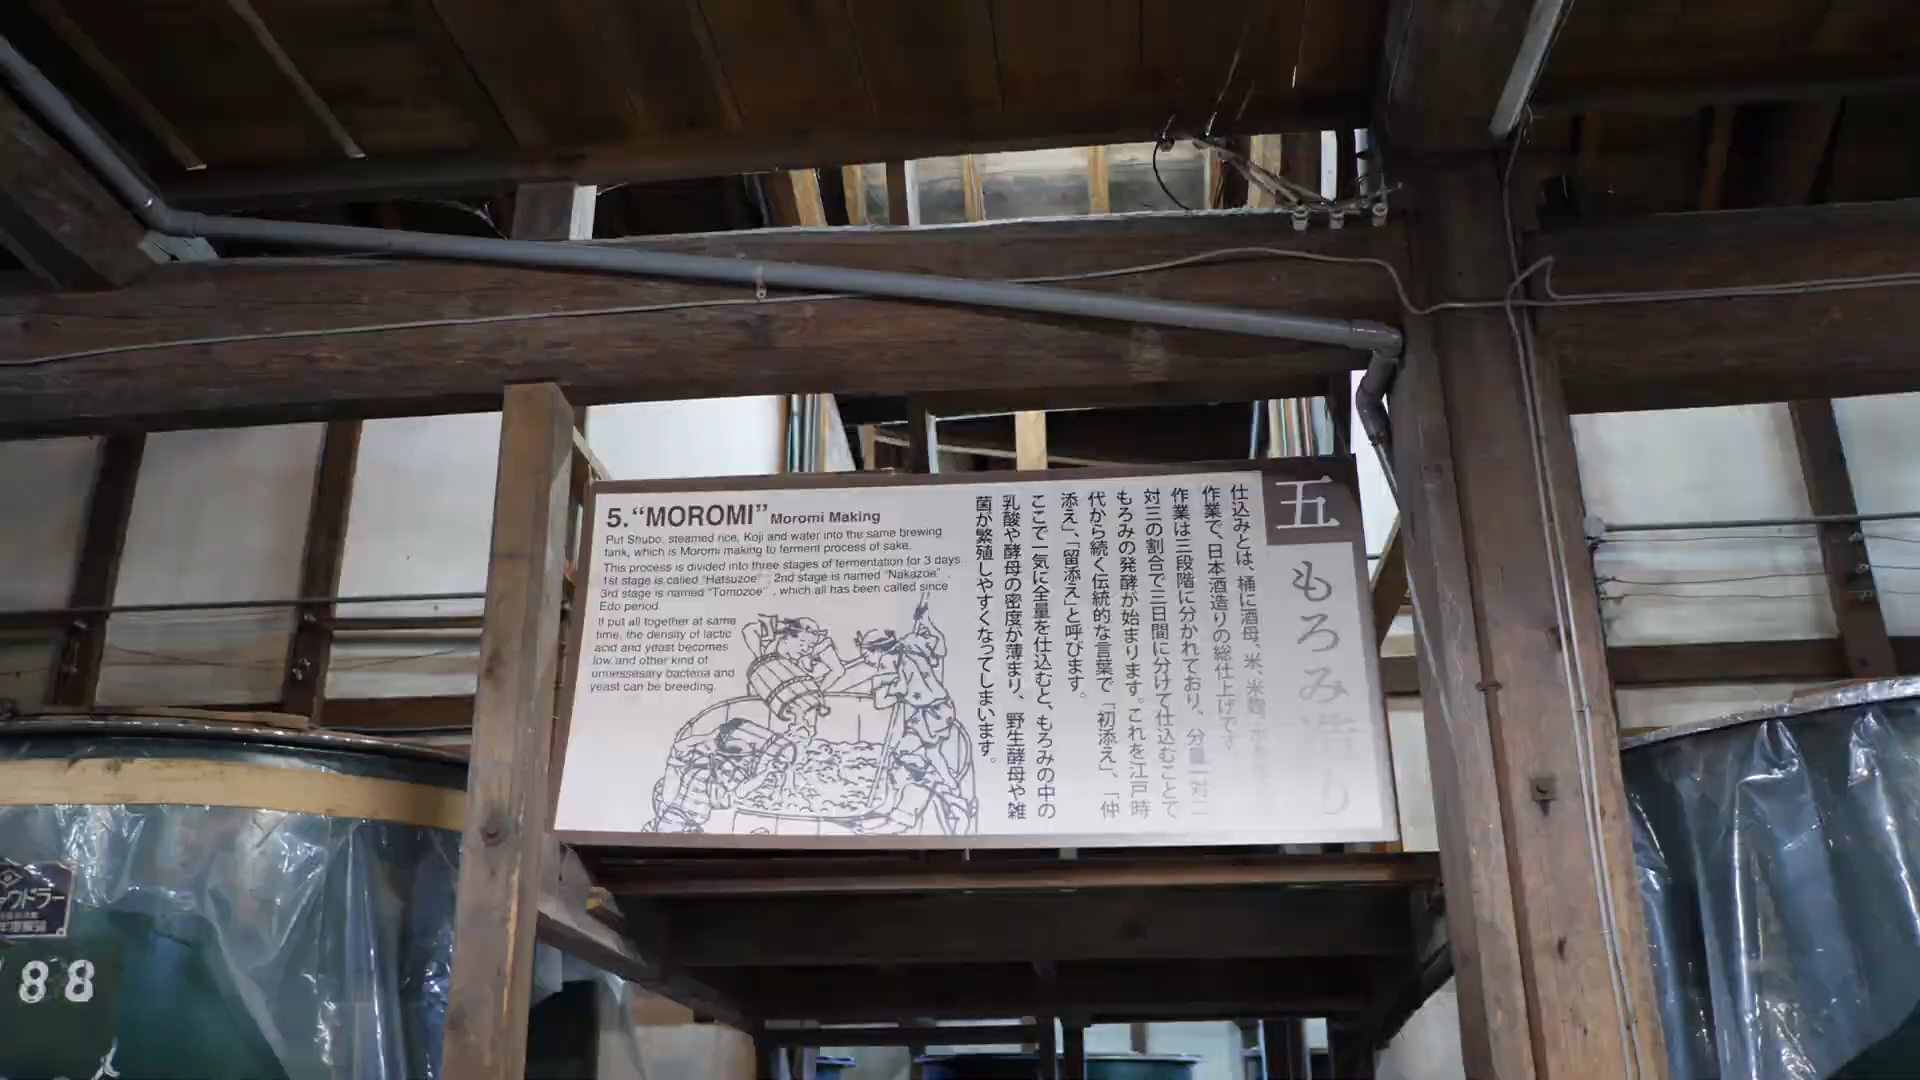 5. “MOROMI” Moromi Making
Put Shubo, steamed rice, Koji and water into the same brewing
tank, which is Moromi making to ferment process of sake.
This process is divided into three stages of fermentation for 3 days.
1st stage is called “Hatsuzoe” , 2nd stage is named “Nakazoe” ,
3rd stage is named “Tomozoe” , which all has been called since
Edo period.
If put all together at same
time, the density of lactic
acid and yeast becomes
low and other kind of
unnessesary bacteria and
yeast can be breeding.
五
もろみ造り
仕込みとは、桶に酒母、米、米麹、水を
作業で、日本酒造りの総仕上げです。
作業は三段階に分かれており、分量一対二
対三の割合で三日間に分けて仕込むことで
もろみの発酵が始まります。これを江戸時
代から続く伝統的な言葉で「初添え」、「仲
添え」、「留添え」と呼びます。
ここで一気に全量を仕込むと、もろみの中の
乳酸や酵母の密度が薄まり、野生酵母や雑
菌が繁殖しやすくなってしまいます。
88